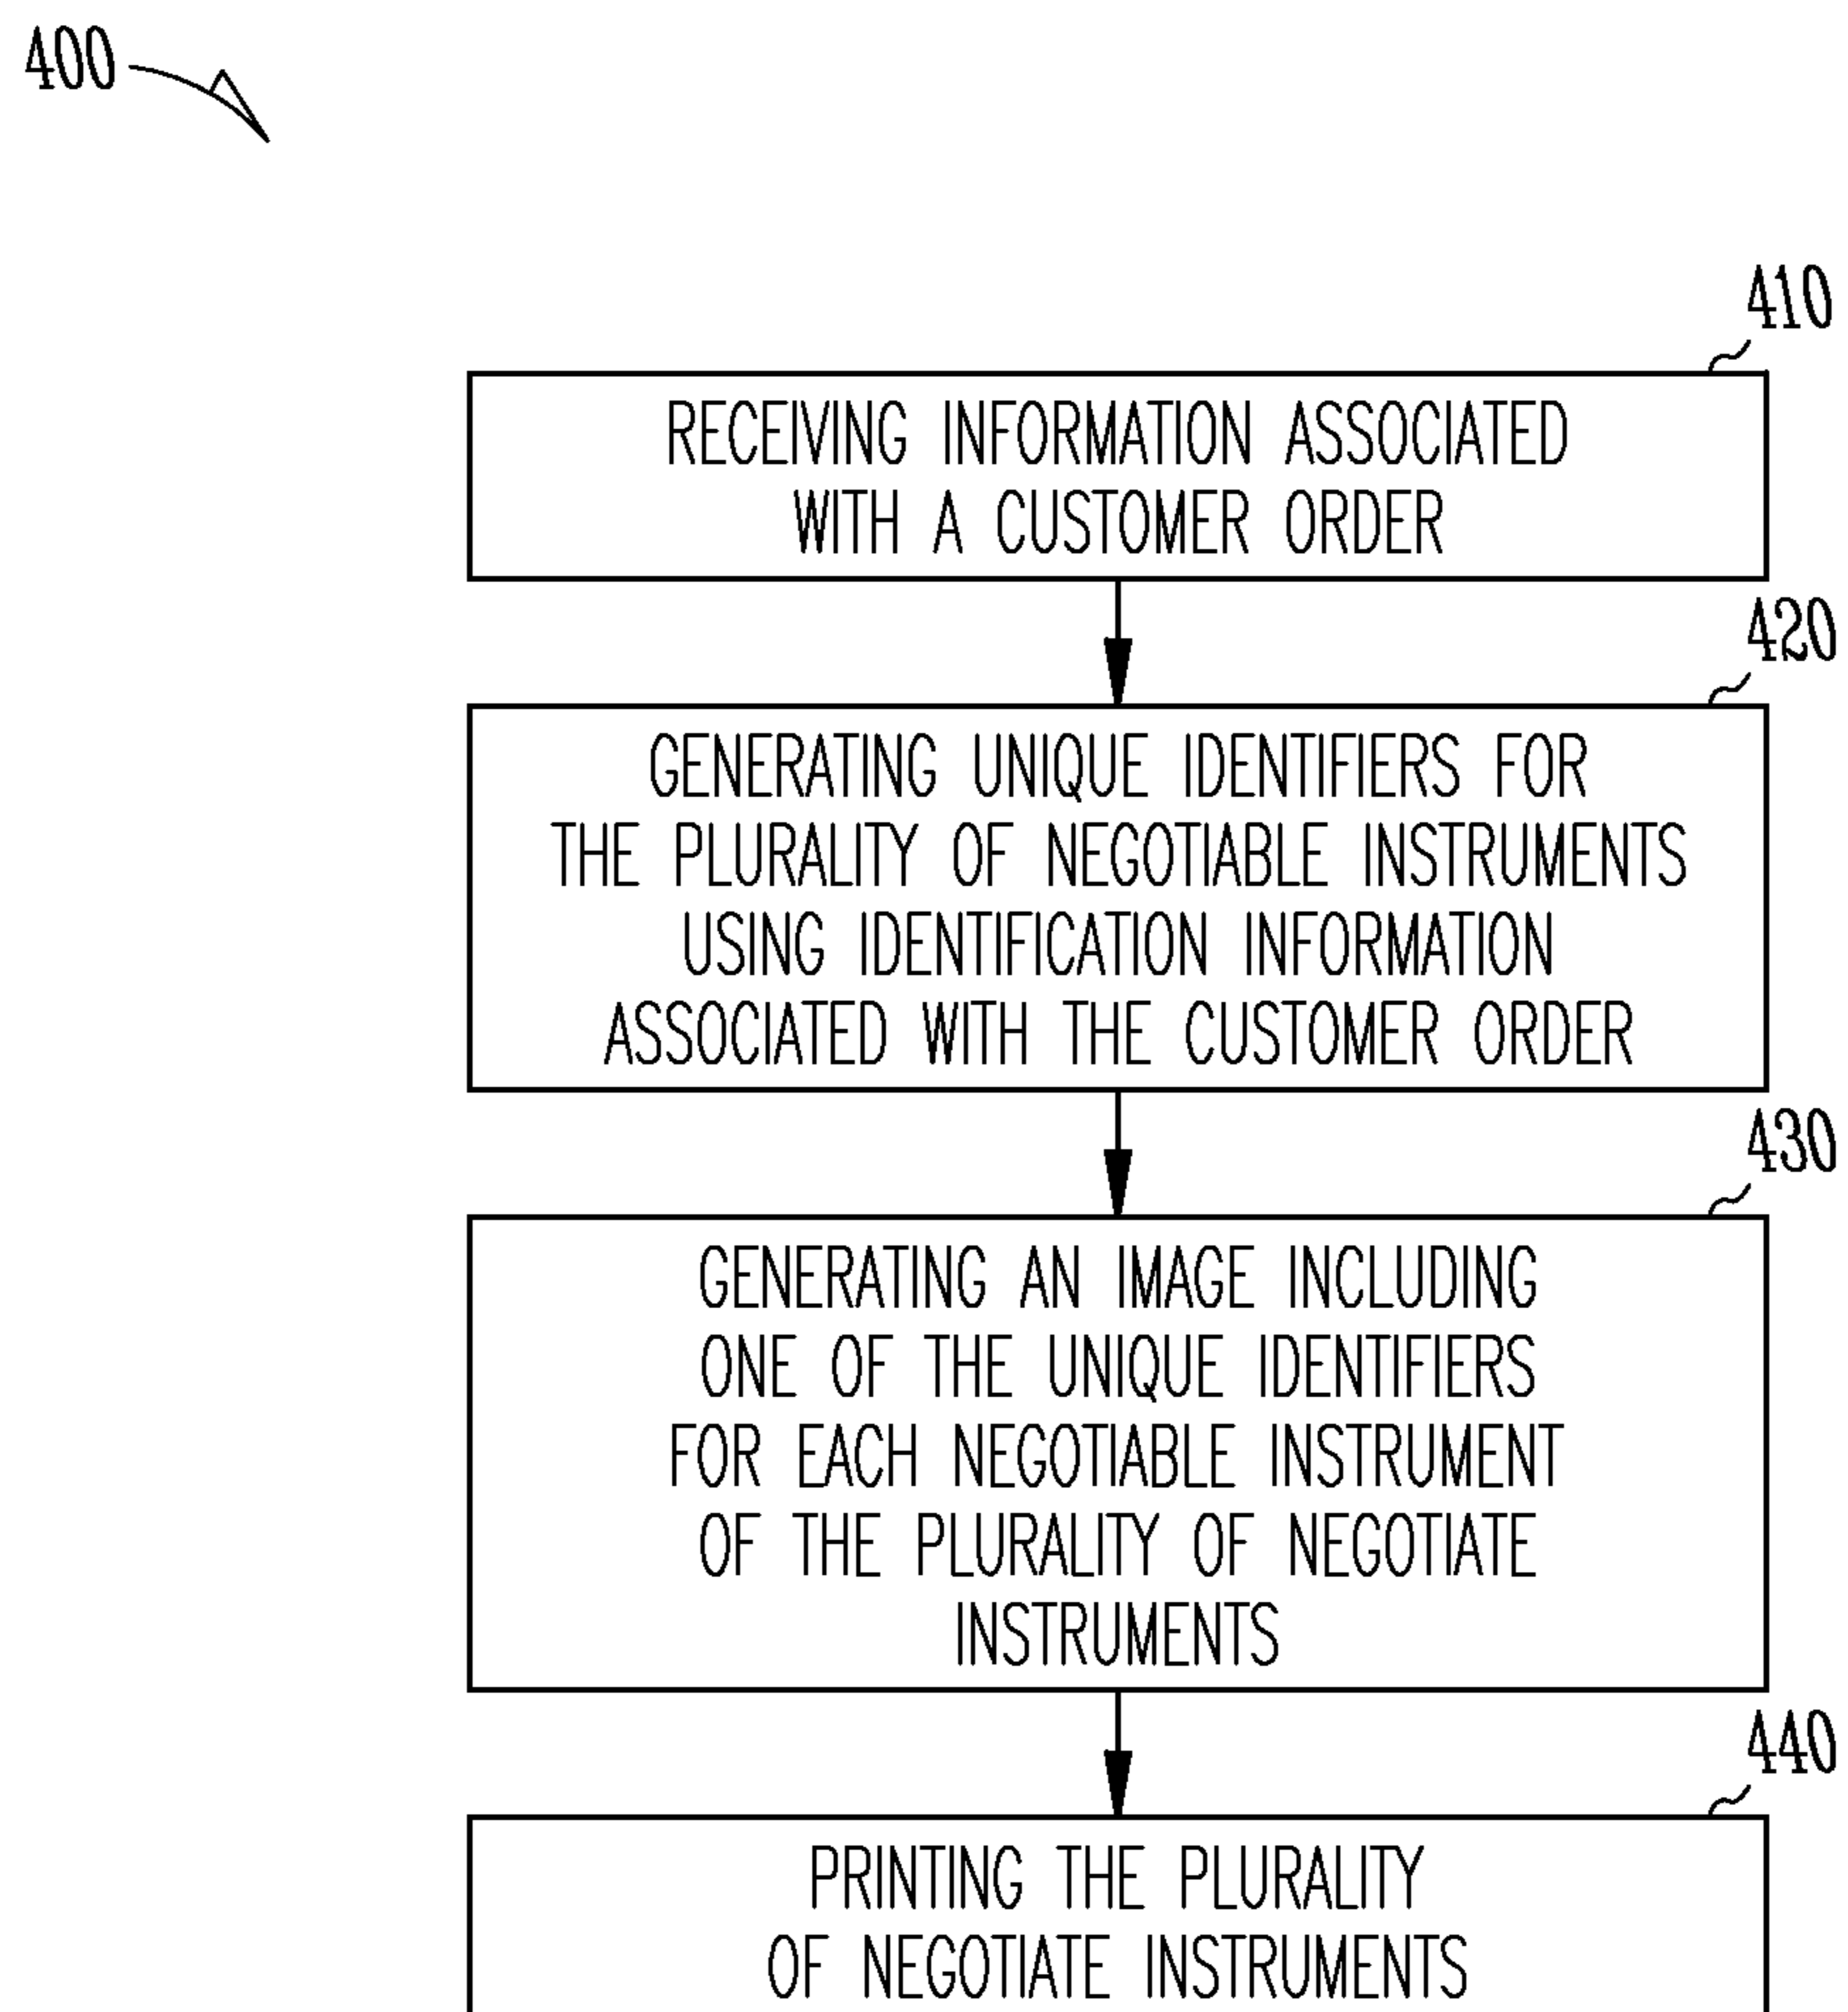 400
410
RECEIVING INFORMATION ASSOCIATED
WITH A CUSTOMER ORDER
420
GENERATING UNIQUE IDENTIFIERS FOR
THE PLURALITY OF NEGOTIABLE INSTRUMENTS
USING IDENTIFICATION INFORMATION
ASSOCIATED WITH THE CUSTOMER ORDER
430
GENERATING AN IMAGE INCLUDING
ONE OF THE UNIQUE IDENTIFIERS
FOR EACH NEGOTIABLE INSTRUMENT
OF THE PLURALITY OF NEGOTIATE
INSTRUMENTS
440
PRINTING THE PLURALITY
OF NEGOTIATE INSTRUMENTS